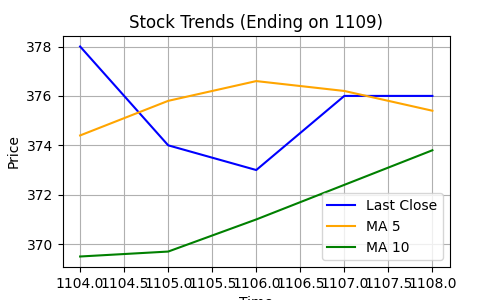 Stock Trends (Ending on 1109)
378
376
374
372
370
Price
Last Close
MA 5
MA 10
1104.0 1104.5 1105.0 1105.5 1106.0 1106.5 1107.0 1107.5 1108.0
Time